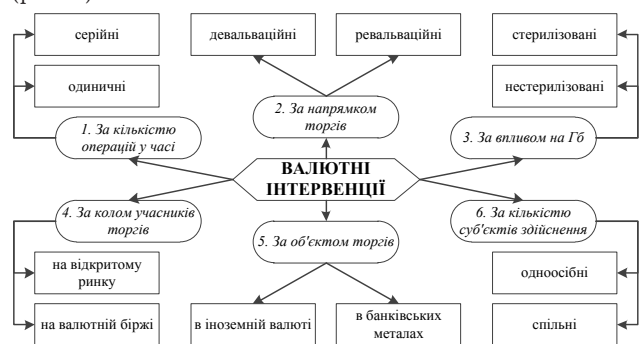 серійні
девальваційні
ревальваційні
стерилізовані
одиничні
нестерилізовані
2. За напрямком
торгів
1. За кількістю
операцій у часі
3. За впливом на Гб
ВАЛЮТНІ
ІНТЕРВЕНЦІЇ
4. За колом учасників
торгів
5. За об'єктом торгів
6. За кількістю
суб'єктів здійснення
на відкритому
ринку
одноосібні
на валютній біржі
в іноземній валюті
в банківських
металах
спільні